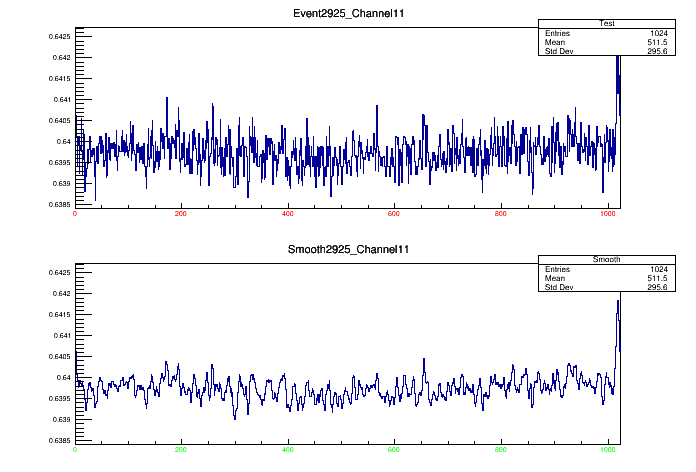 Event2925_Channel11
Test
Entries 1024
Mean 511.5
Std Dev 295.6
0.6425
0.642
0.6415
0.641
0.6405
0.64
0.6395
0.639
0.6385
0 200 400 600 800 1000
Smooth2925_Channel11
Smooth
Entries 1024
Mean 511.5
Std Dev 295.6
0.6425
0.642
0.6415
0.641
0.6405
0.64
0.6395
0.639
0.6385
0 200 400 600 800 1000